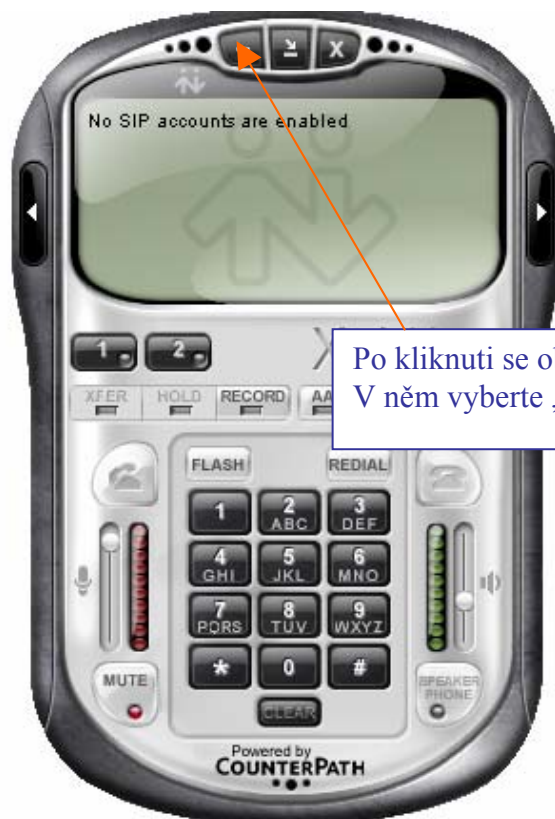 X
No SIP accounts are enabled
1 2 X
Po kliknuti se o
V něm vyberte „
XFER HOLD RECORD AA
FLASH REDIAL
1 2 ABC 3 DEF
4 GHI 5 JKL 6 MNO
7 PQRS 8 TUV 9 WXYZ
* 0 #
MUTE
SPEAKER PHONE
CLEAR
Powered by
COUNTERPATH